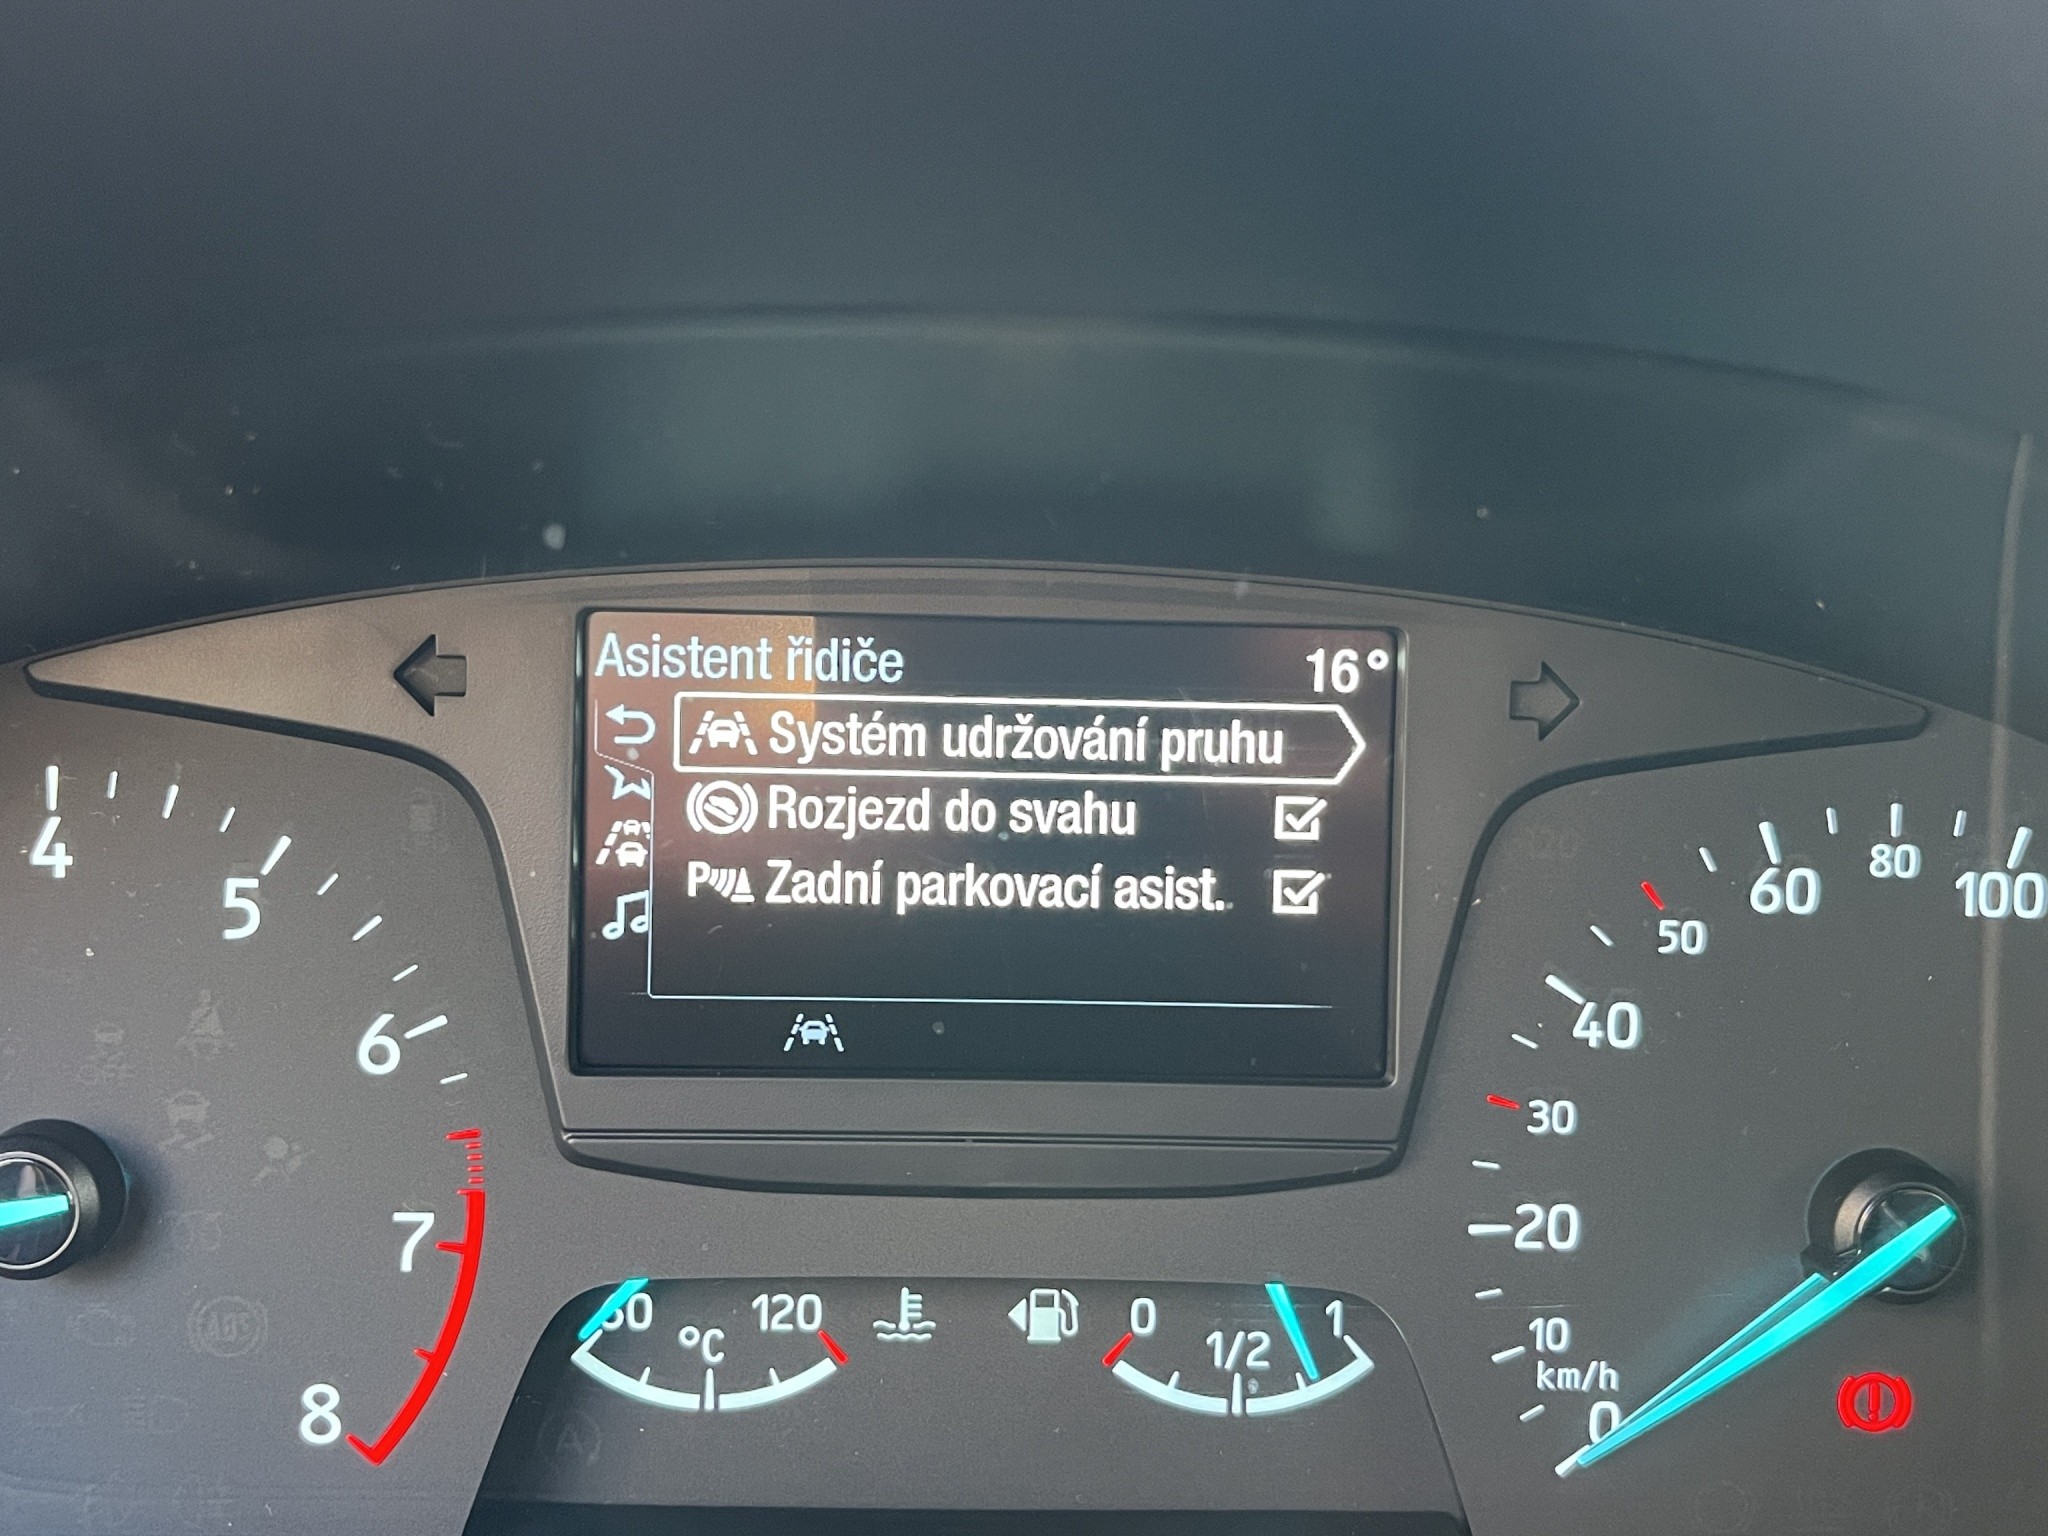 Asistent řidiče 16°
Systém udržování pruhu
Rozjezd do svahu
P Zadní parkovací asist.
4
5
6
7
8
°C
120
0
1/2
1
0
10
km/h
20
30
40
50
60
80
100
ABS